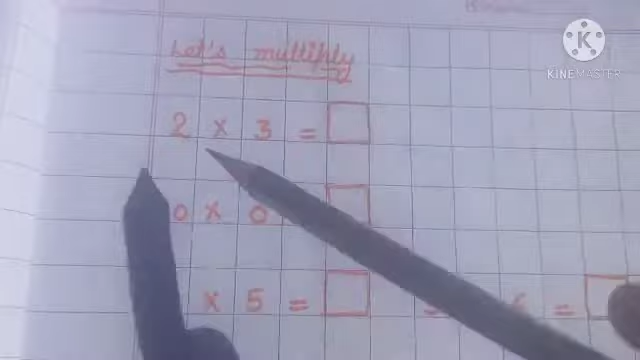 Let's multiply
2 × 3 =
0 × 0
× 5 =
=
KINEMASTER